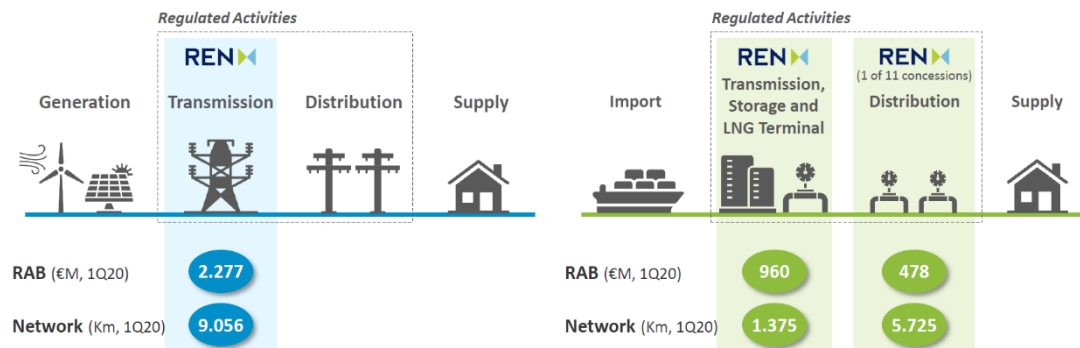 Regulated Activities
REN
Generation
Transmission
Distribution
Supply
RAB (€M, 1Q20)
2.277
Network (Km, 1Q20)
9.056
Regulated Activities
REN
REN
(1 of 11 concessions)
Import
Transmission,
Storage and
LNG Terminal
Distribution
Supply
RAB (€M, 1Q20)
960
478
Network (Km, 1Q20)
1.375
5.725